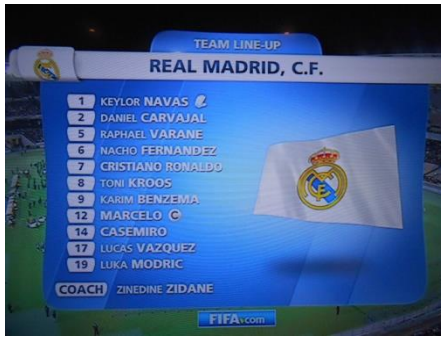 TEAM LINE-UP
REAL MADRID, C.F.
1 KEYLOR NAVAS
2 DANIEL CARVAJAL
5 RAPHAEL VARANE
6 NACHO FERNANDEZ
7 CRISTIANO RONALDO
8 TONI KROOS
9 KARIM BENZEMA
12 MARCELO C
14 CASEMIRO
17 LUCAS VAZQUEZ
19 LUKA MODRIC
COACH ZINEDINE ZIDANE
FIFA.com